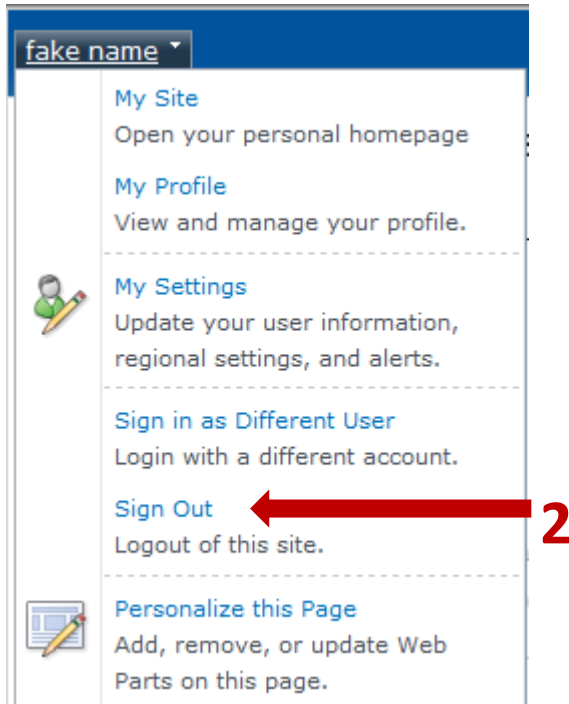 fake name
My Site
Open your personal homepage
My Profile
View and manage your profile.
My Settings
Update your user information,
regional settings, and alerts.
Sign in as Different User
Login with a different account.
Sign Out
2
Logout of this site.
Personalize this Page
Add, remove, or update Web
Parts on this page.